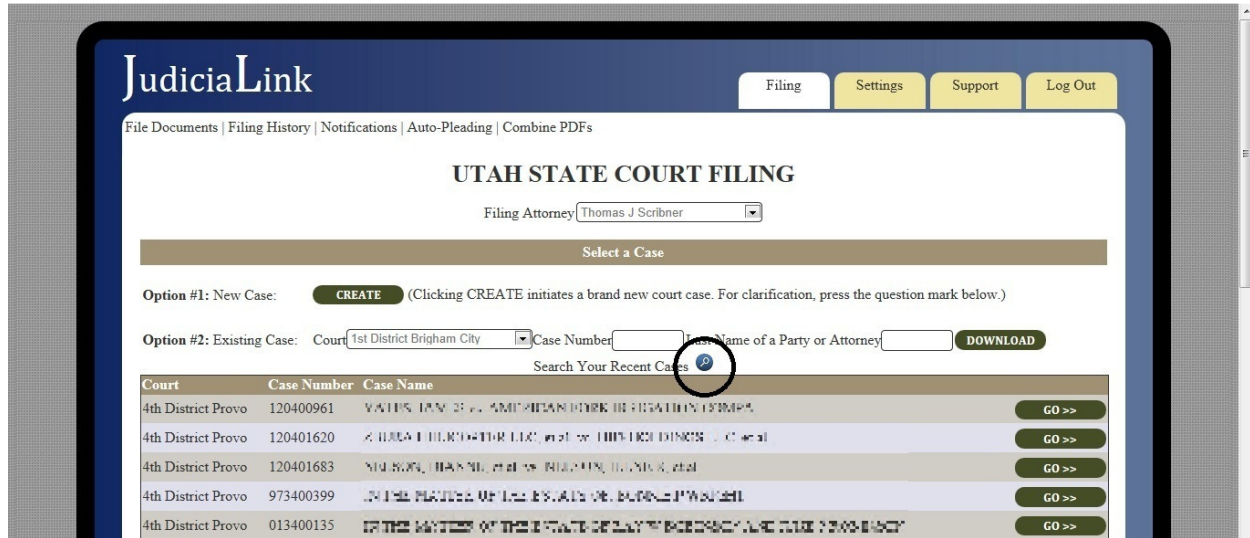 JudiciaLink
Filing Settings Support Log Out
File Documents | Filing History | Notifications | Auto-Pleading | Combine PDFs
UTAH STATE COURT FILING
Filing Attorney Thomas J Scribner
Select a Case
Option #1: New Case: CREATE (Clicking CREATE initiates a brand new court case. For clarification, press the question mark below.)
Option #2: Existing Case: Court 1st District Brigham City Case Number Last Name of a Party or Attorney DOWNLOAD
Search Your Recent Cases
Court Case Number Case Name
4th District Provo 120400961 GO >>
4th District Provo 120401620 GO >>
4th District Provo 120401683 GO >>
4th District Provo 973400399 GO >>
4th District Provo 013400135 GO >>